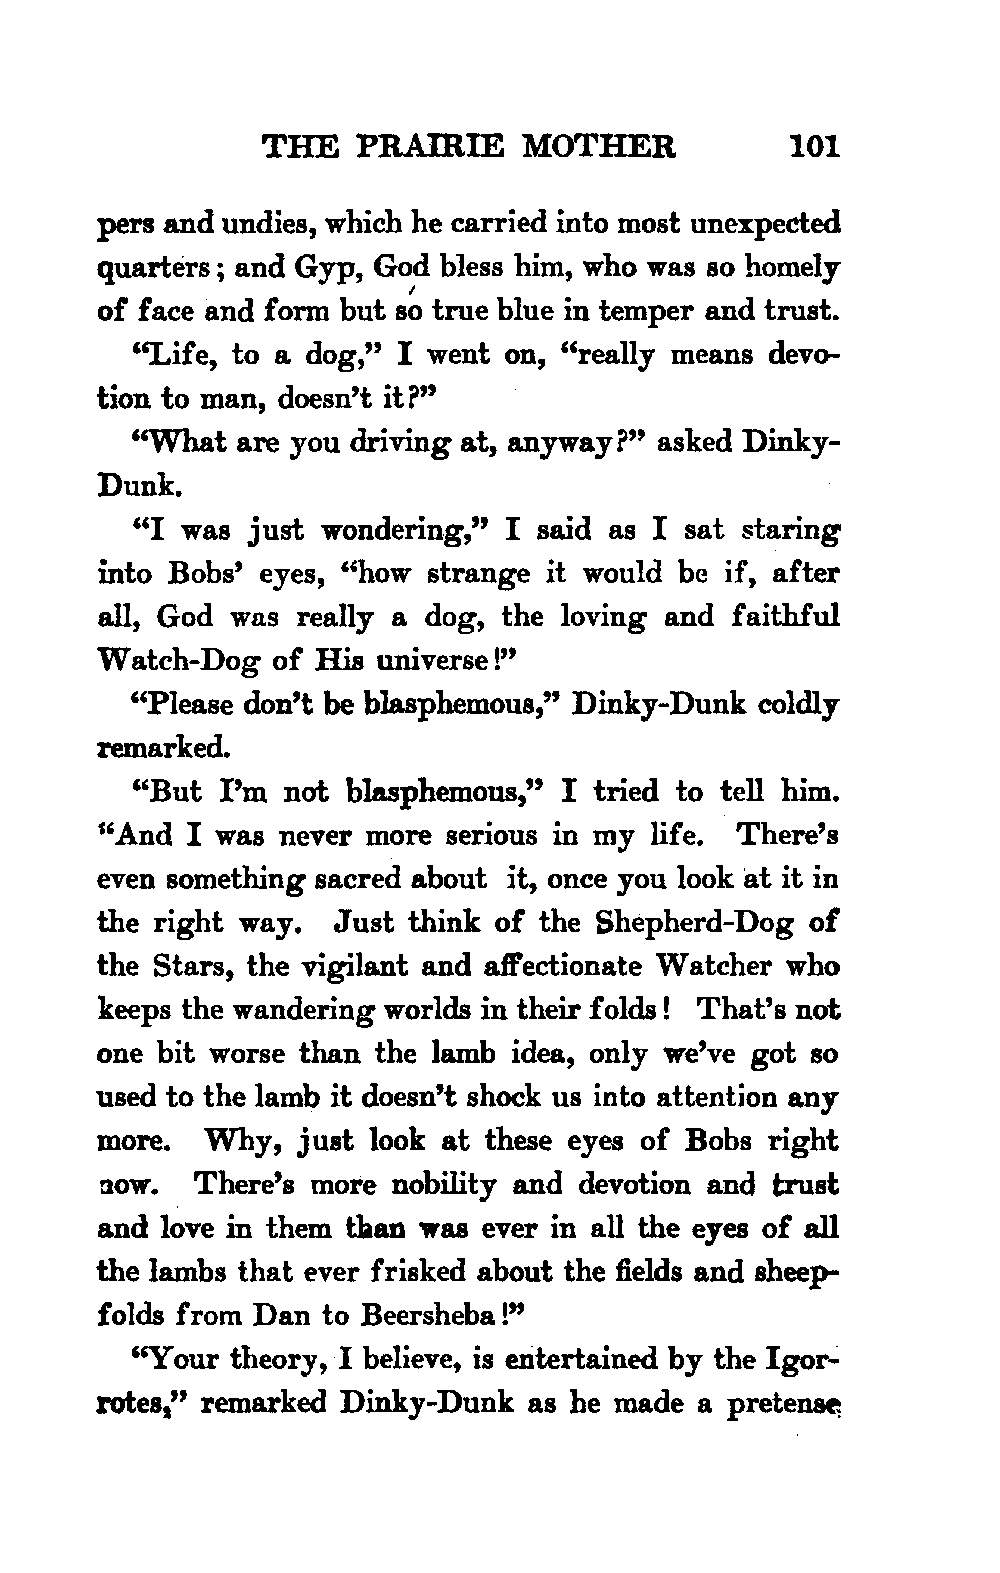 THE PRAIRIE MOTHER 101
pers and undies, which he carried into most unexpected
quarters; and Gyp, God bless him, who was so homely
of face and form but so true blue in temper and trust.
“Life, to a dog,” I went on, “really means devo-
tion to man, doesn’t it?”
“What are you driving at, anyway?” asked Dinky-
Dunk.
“I was just wondering,” I said as I sat staring
into Bobs’ eyes, “how strange it would be if, after
all, God was really a dog, the loving and faithful
Watch-Dog of His universe!”
“Please don’t be blasphemous,” Dinky-Dunk coldly
remarked.
“But I’m not blasphemous,” I tried to tell him.
“And I was never more serious in my life. There’s
even something sacred about it, once you look at it in
the right way. Just think of the Shepherd-Dog of
the Stars, the vigilant and affectionate Watcher who
keeps the wandering worlds in their folds! That’s not
one bit worse than the lamb idea, only we’ve got so
used to the lamb it doesn’t shock us into attention any
more. Why, just look at these eyes of Bobs right
now. There’s more nobility and devotion and trust
and love in them than was ever in all the eyes of all
the lambs that ever frisked about the fields and sheep-
folds from Dan to Beersheba!”
“Your theory, I believe, is entertained by the Igor-
rotes,” remarked Dinky-Dunk as he made a pretense